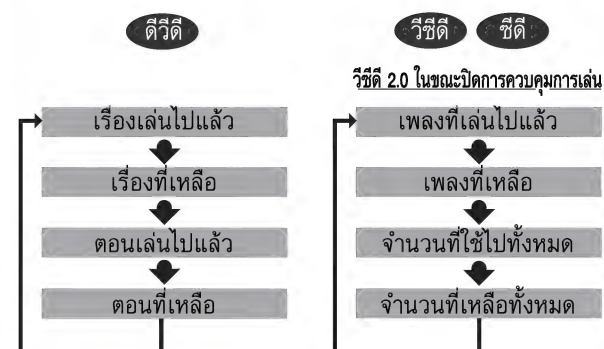 ดีวีดี
เรื่องเล่นไปแล้ว
เรื่องที่เหลือ
ตอนเล่นไปแล้ว
ตอนที่เหลือ
วีซีดี ซีดี
วีซีดี 2.0 ในขณะปิดการควบคุมการเล่น
เพลงที่เล่นไปแล้ว
เพลงที่เหลือ
จำนวนที่ใช้ไปทั้งหมด
จำนวนที่เหลือทั้งหมด